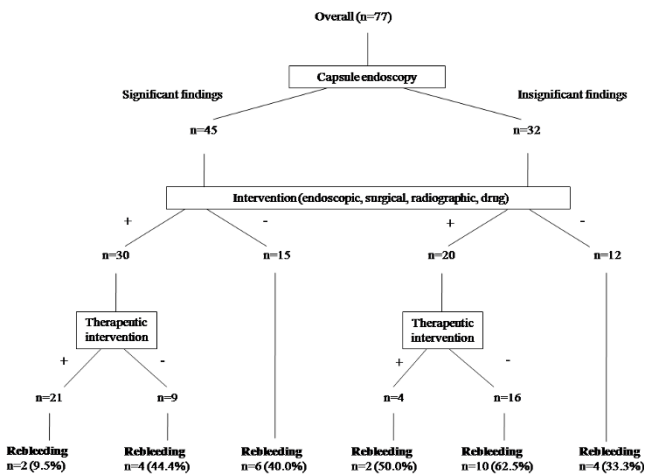 Overall (n=77)
Capsule endoscopy
Significant findings
Insignificant findings
n=45
n=32
Intervention (endoscopic, surgical, radiographic, drug)
+
-
+
-
n=30
n=15
n=20
n=12
Therapeutic
intervention
Therapeutic
intervention
+
-
+
-
n=21
n=9
n=4
n=16
Rebleeding
n=2 (9.5%)
Rebleeding
n=4 (44.4%)
Rebleeding
n=6 (40.0%)
Rebleeding
n=2 (50.0%)
Rebleeding
n=10 (62.5%)
Rebleeding
n=4 (33.3%)